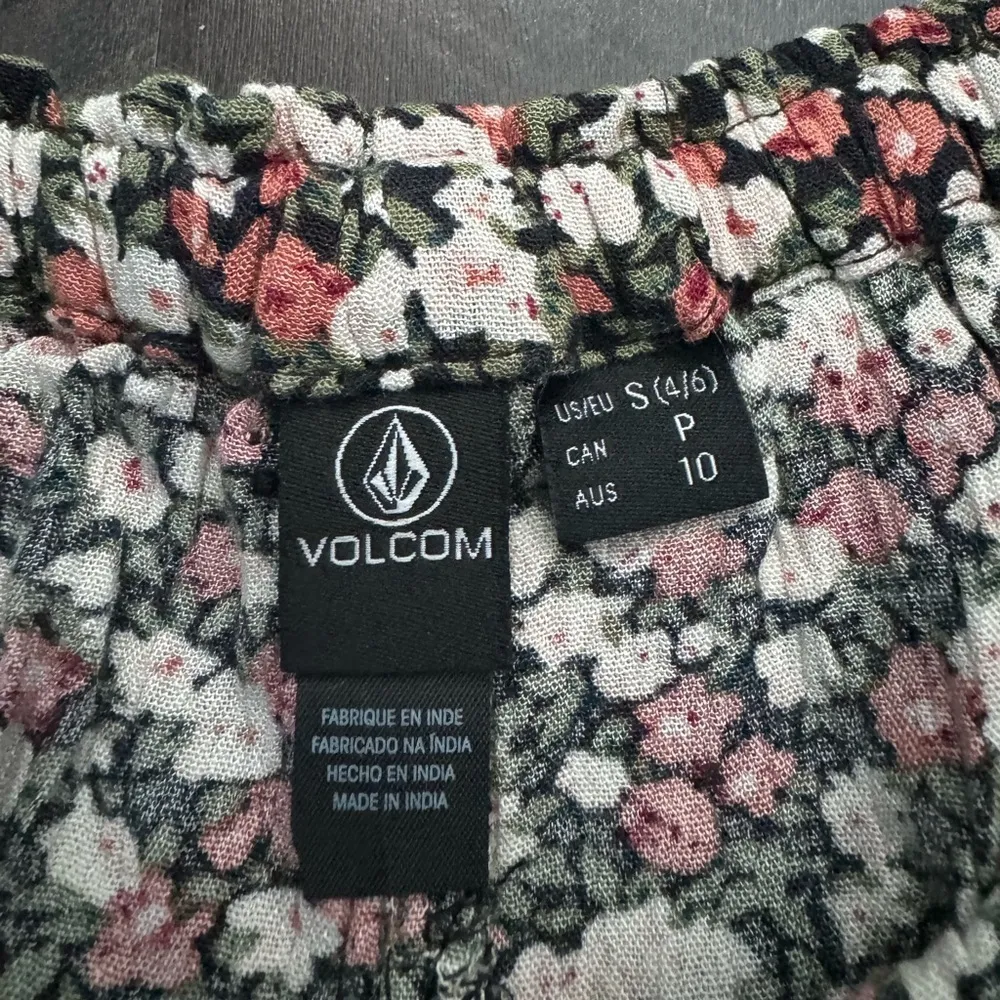 VOLCOM
US/EU S (4/6)
CAN P
AUS 10
FABRIQUE EN INDE
FABRICADO NA ÍNDIA
HECHO EN INDIA
MADE IN INDIA